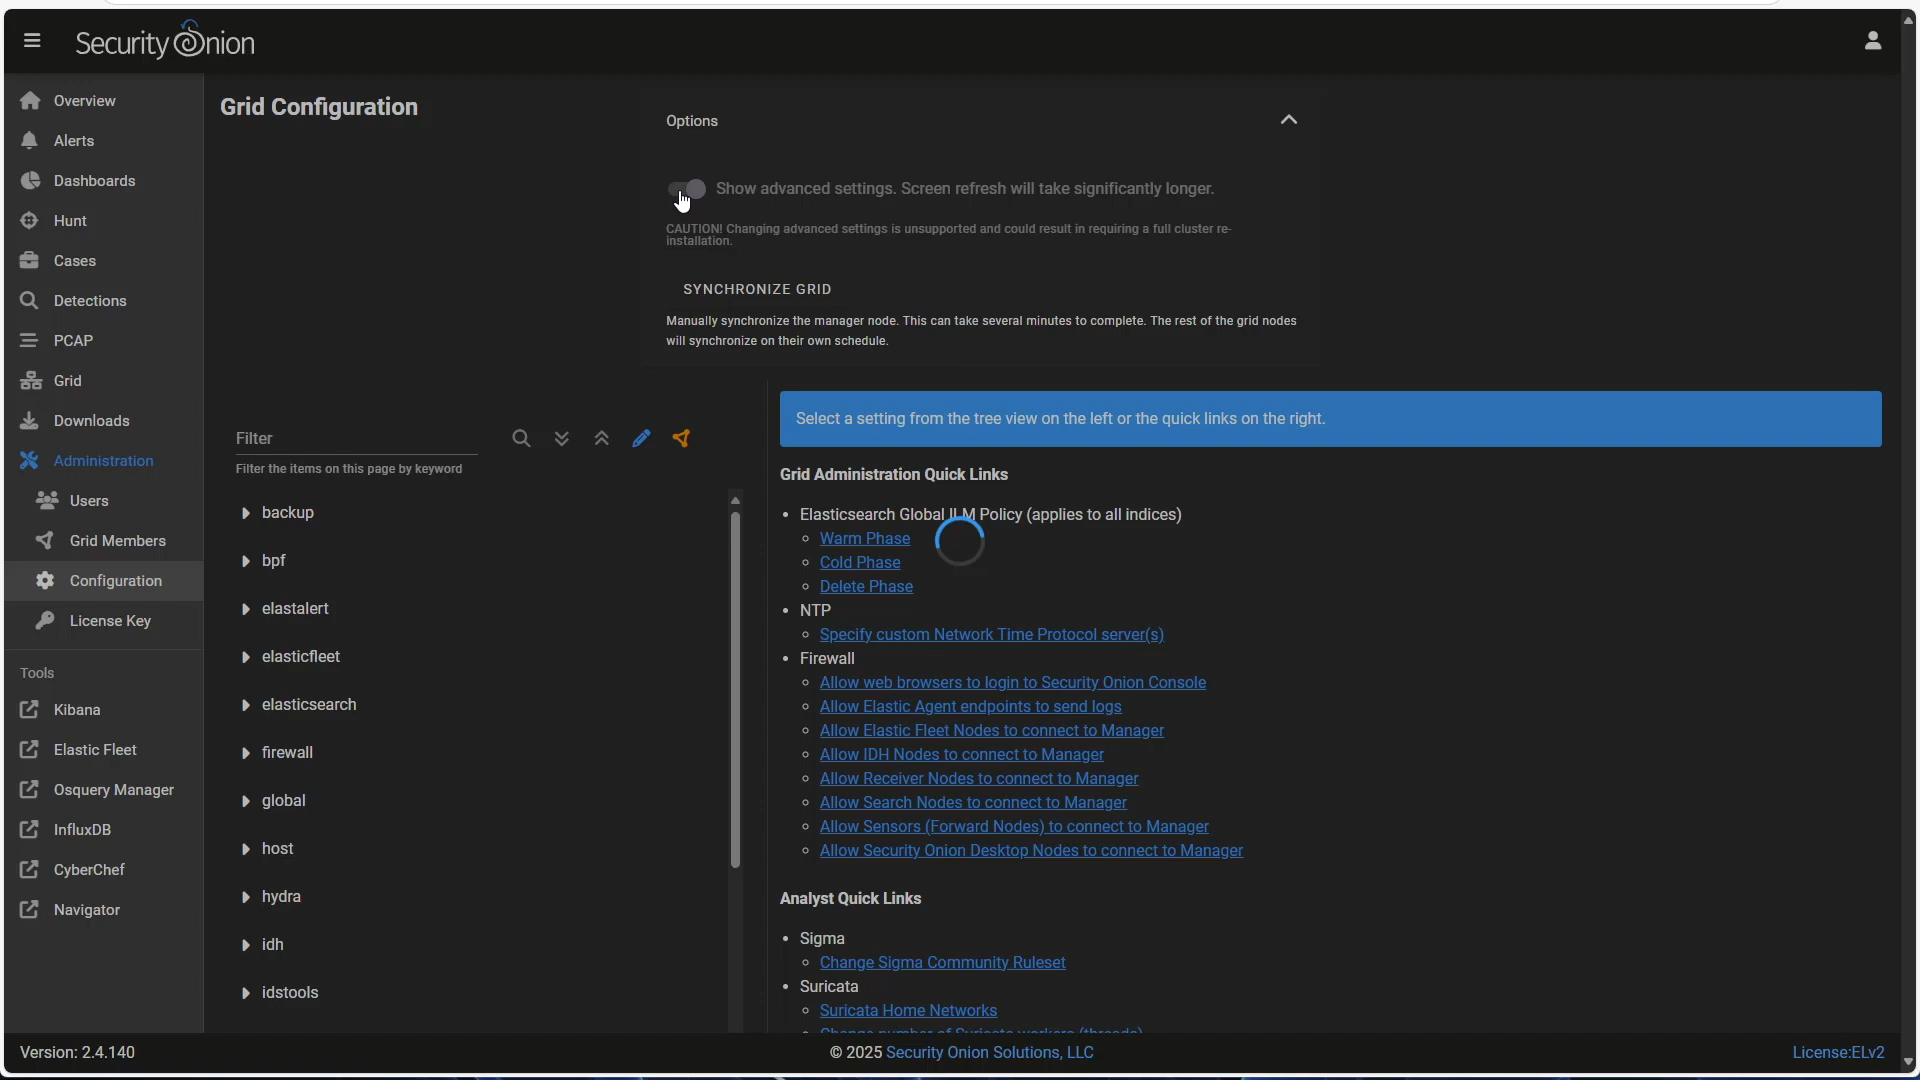 Security Onion
Overview
Alerts
Dashboards
Hunt
Cases
Detections
PCAP
Grid
Downloads
Administration
Users
Grid Members
Configuration
License Key
Tools
Kibana
Elastic Fleet
Osquery Manager
InfluxDB
CyberChef
Navigator
Grid Configuration
Options
Show advanced settings. Screen refresh will take significantly longer.
CAUTION! Changing advanced settings is unsupported and could result in requiring a full cluster re-
installation.
SYNCHRONIZE GRID
Manually synchronize the manager node. This can take several minutes to complete. The rest of the grid nodes
will synchronize on their own schedule.
Filter
Filter the items on this page by keyword
backup
bpf
elastalert
elasticfleet
elasticsearch
firewall
global
host
hydra
idh
idstools
Select a setting from the tree view on the left or the quick links on the right.
Grid Administration Quick Links
Elasticsearch Global ILM Policy (applies to all indices)
Warm Phase
Cold Phase
Delete Phase
NTP
Specify custom Network Time Protocol server(s)
Firewall
Allow web browsers to login to Security Onion Console
Allow Elastic Agent endpoints to send logs
Allow Elastic Fleet Nodes to connect to Manager
Allow IDH Nodes to connect to Manager
Allow Receiver Nodes to connect to Manager
Allow Search Nodes to connect to Manager
Allow Sensors (Forward Nodes) to connect to Manager
Allow Security Onion Desktop Nodes to connect to Manager
Analyst Quick Links
Sigma
Change Sigma Community Ruleset
Suricata
Suricata Home Networks
Change number of Suricata workers (threads)
Version: 2.4.140
© 2025 Security Onion Solutions, LLC
License:ELv2